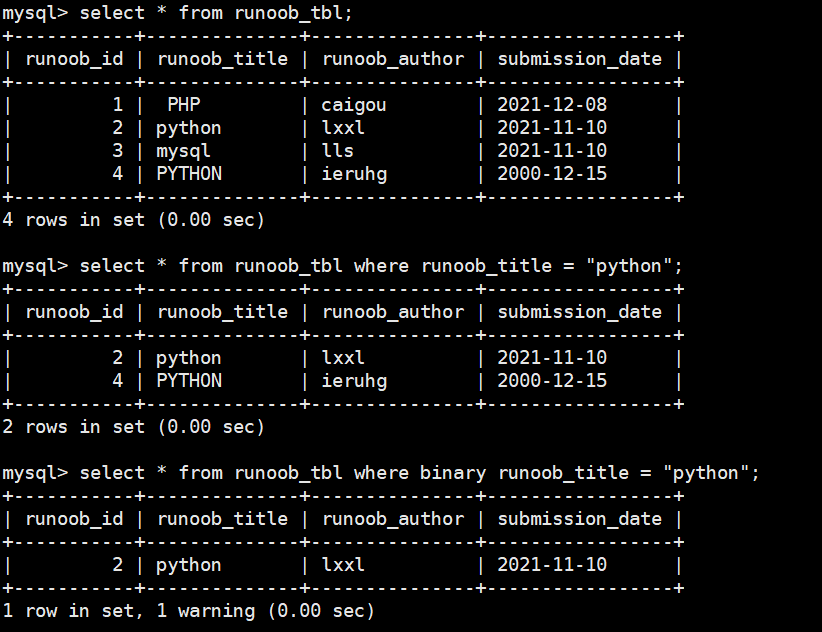 mysql> select * from runoob_tbl;
+-----------+--------------+---------------+-----------------+
| runoob_id | runoob_title | runoob_author | submission_date |
+-----------+--------------+---------------+-----------------+
|         1 |  PHP         | caigou        | 2021-12-08      |
|         2 | python       | lxxl          | 2021-11-10      |
|         3 | mysql        | lls           | 2021-11-10      |
|         4 | PYTHON       | ieruhg        | 2000-12-15      |
+-----------+--------------+---------------+-----------------+
4 rows in set (0.00 sec)
mysql> select * from runoob_tbl where runoob_title = "python";
+-----------+--------------+---------------+-----------------+
| runoob_id | runoob_title | runoob_author | submission_date |
+-----------+--------------+---------------+-----------------+
|         2 | python       | lxxl          | 2021-11-10      |
|         4 | PYTHON       | ieruhg        | 2000-12-15      |
+-----------+--------------+---------------+-----------------+
2 rows in set (0.00 sec)
mysql> select * from runoob_tbl where binary runoob_title = "python";
+-----------+--------------+---------------+-----------------+
| runoob_id | runoob_title | runoob_author | submission_date |
+-----------+--------------+---------------+-----------------+
|         2 | python       | lxxl          | 2021-11-10      |
+-----------+--------------+---------------+-----------------+
1 row in set, 1 warning (0.00 sec)